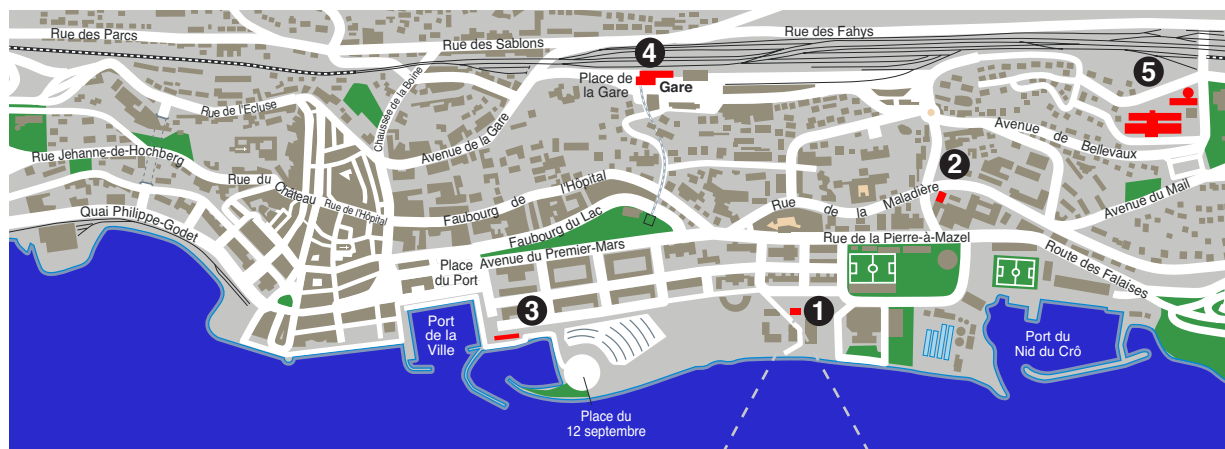 Rue des Parcs
Rue des Sablons
Rue des Fahys
4
5
Place de
la Gare
Gare
Chaussée de la Boine
Rue de l'Ecluse
Avenue de la Gare
Avenue de Bellevaux
Rue Jehanne-de-Hochberg
2
Rue du Château
Rue de l'Hôpital
Faubourg de l'Hôpital
Rue de la Maladière
Avenue du Mail
Quai Philippe-Godet
Faubourg du Lac
Rue de la Pierre-à-Mazel
Avenue du Premier-Mars
Route des Falaises
Place
du Port
3
1
Port
de la
Ville
Port du
Nid du Crô
Place du
12 septembre